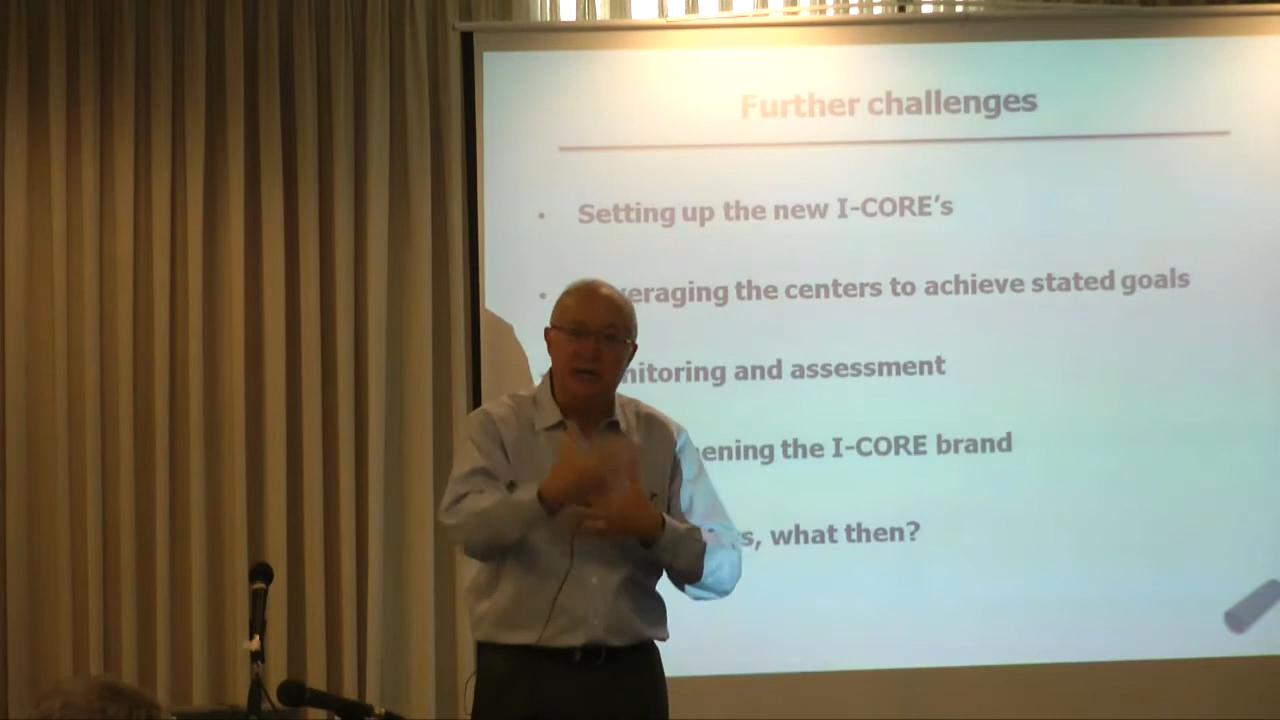 Further challenges
• Setting up the new I-CORE's
• veraging the centers to achieve stated goals
nitoring and assessment
ening the I-CORE brand
s, what then?